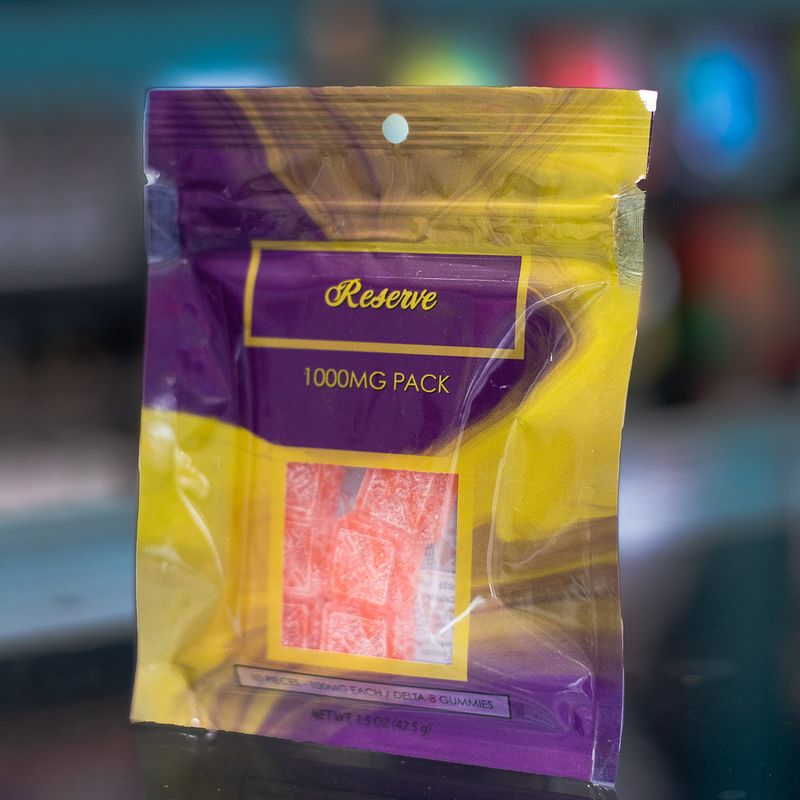 Reserve
1000MG PACK
10 PIECES - 100MG EACH / DELTA-8 GUMMIES
NET WT. 1.5 OZ (42.5 g)